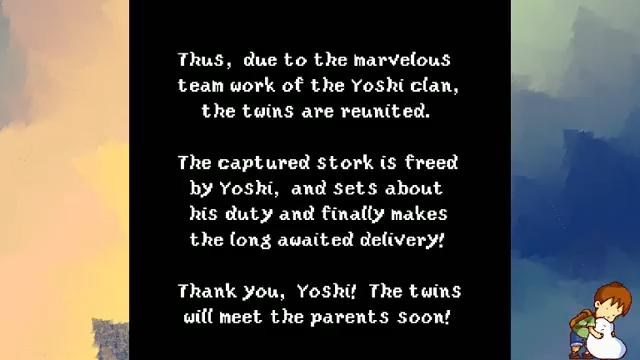 Thus, due to the marvelous
team work of the Yoshi clan,
the twins are reunited.
The captured stork is freed
by Yoshi, and sets about
his duty and finally makes
the long awaited delivery!
Thank you, Yoshi! The twins
will meet the parents soon!